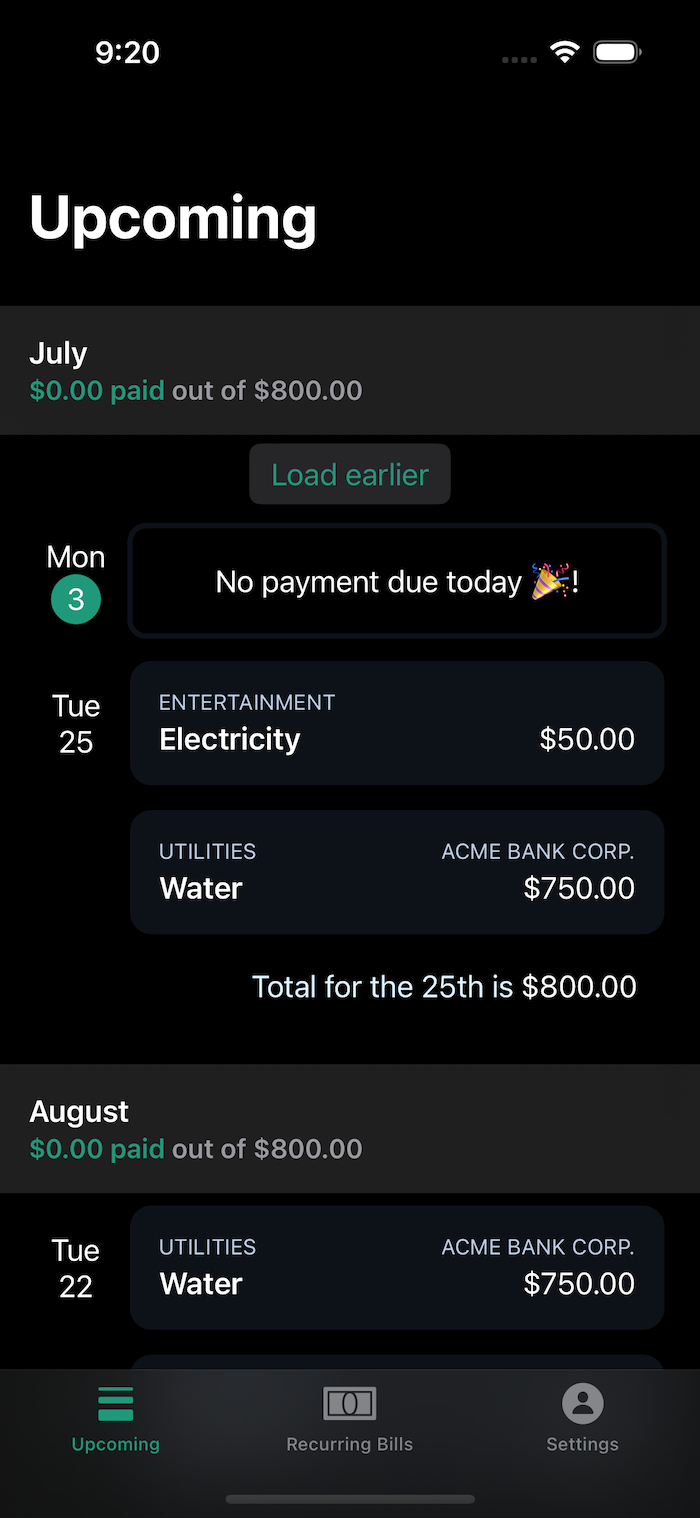 9:20
Upcoming
July
$0.00 paid out of $800.00
Load earlier
Mon
3
No payment due today 🎉!
Tue
25
ENTERTAINMENT
Electricity $50.00
UTILITIES ACME BANK CORP.
Water $750.00
Total for the 25th is $800.00
August
$0.00 paid out of $800.00
Tue
22
UTILITIES ACME BANK CORP.
Water $750.00
Upcoming Recurring Bills Settings